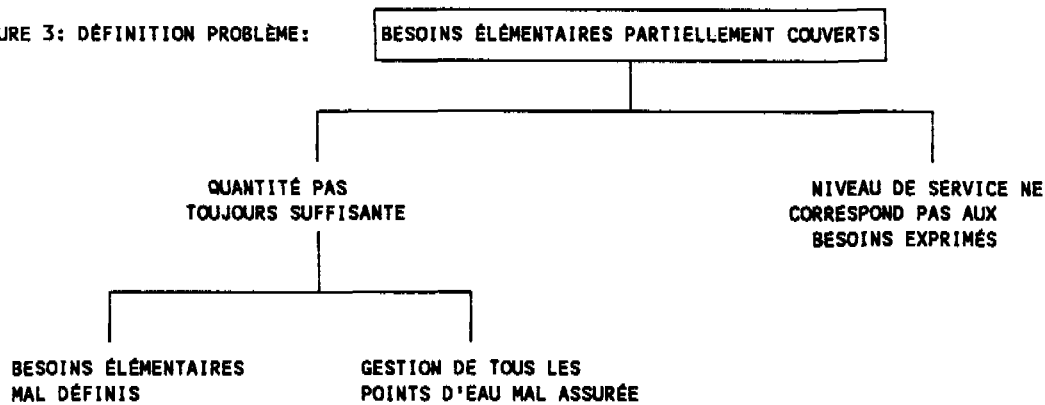 URE 3: DÉFINITION PROBLÈME:
BESOINS ÉLÉMENTAIRES PARTIELLEMENT COUVERTS
QUANTITÉ PAS
TOUJOURS SUFFISANTE
NIVEAU DE SERVICE NE
CORRESPOND PAS AUX
BESOINS EXPRIMÉS
BESOINS ÉLÉMENTAIRES
MAL DÉFINIS
GESTION DE TOUS LES
POINTS D'EAU MAL ASSURÉE